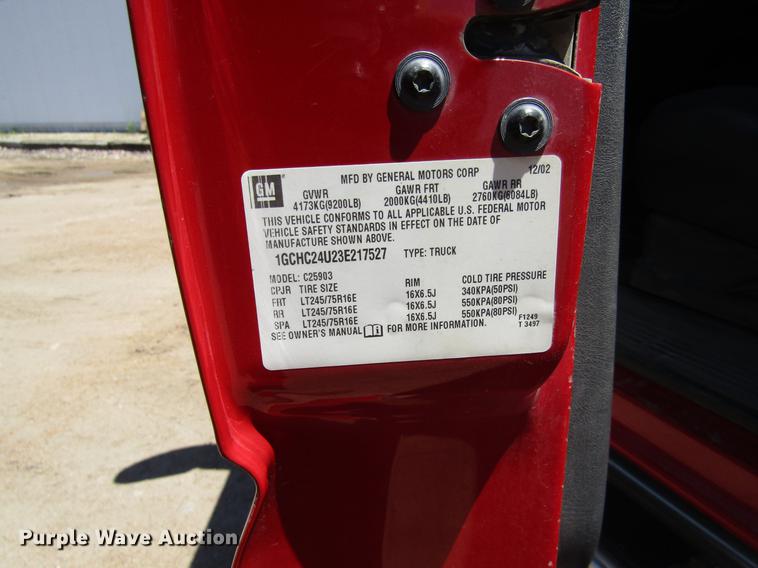 GM
MFD BY GENERAL MOTORS CORP 12/02
GVWR GAWR FRT GAWR RR
4173KG(9200LB) 2000KG(4410LB) 2760KG(6084LB)
THIS VEHICLE CONFORMS TO ALL APPLICABLE U.S. FEDERAL MOTOR
VEHICLE SAFETY STANDARDS IN EFFECT ON THE DATE OF
MANUFACTURE SHOWN ABOVE.
1GCHC24U23E217527 TYPE: TRUCK
MODEL: C25903
CPJR TIRE SIZE RIM COLD TIRE PRESSURE
FRT LT245/75R16E 16X6.5J 340KPA(50PSI)
RR LT245/75R16E 16X6.5J 550KPA(80PSI)
SPA LT245/75R16E 16X6.5J 550KPA(80PSI)
SEE OWNER'S MANUAL FOR MORE INFORMATION.
F1249
T 3497
Purple Wave Auction